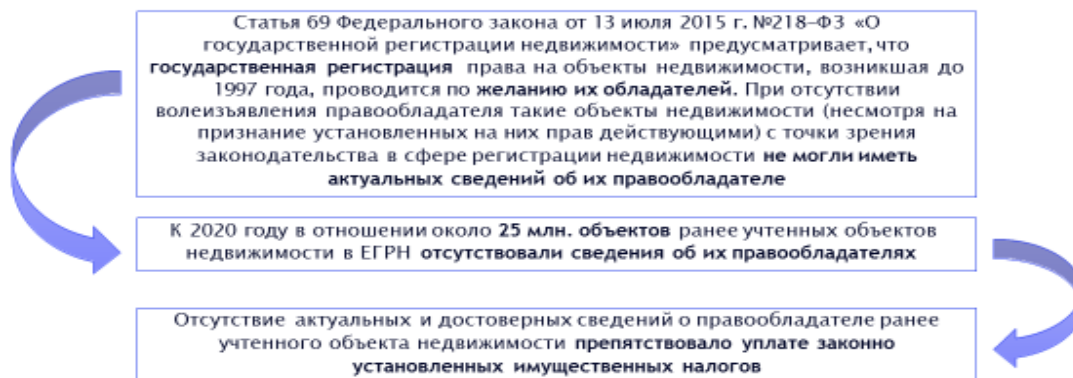 Статья 69 Федерального закона от 13 июля 2015 г. №218–ФЗ «О
государственной регистрации недвижимости» предусматривает, что
государственная регистрация права на объекты недвижимости, возникшая до
1997 года, проводится по желанию их обладателей. При отсутствии
волеизъявления правообладателя такие объекты недвижимости (несмотря на
признание установленных на них прав действующими) с точки зрения
законодательства в сфере регистрации недвижимости не могли иметь
актуальных сведений об их правообладателе
К 2020 году в отношении около 25 млн. объектов ранее учтенных объектов
недвижимости в ЕГРН отсутствовали сведения об их правообладателях
Отсутствие актуальных и достоверных сведений о правообладателе ранее
учтенного объекта недвижимости препятствовало уплате законно
установленных имущественных налогов